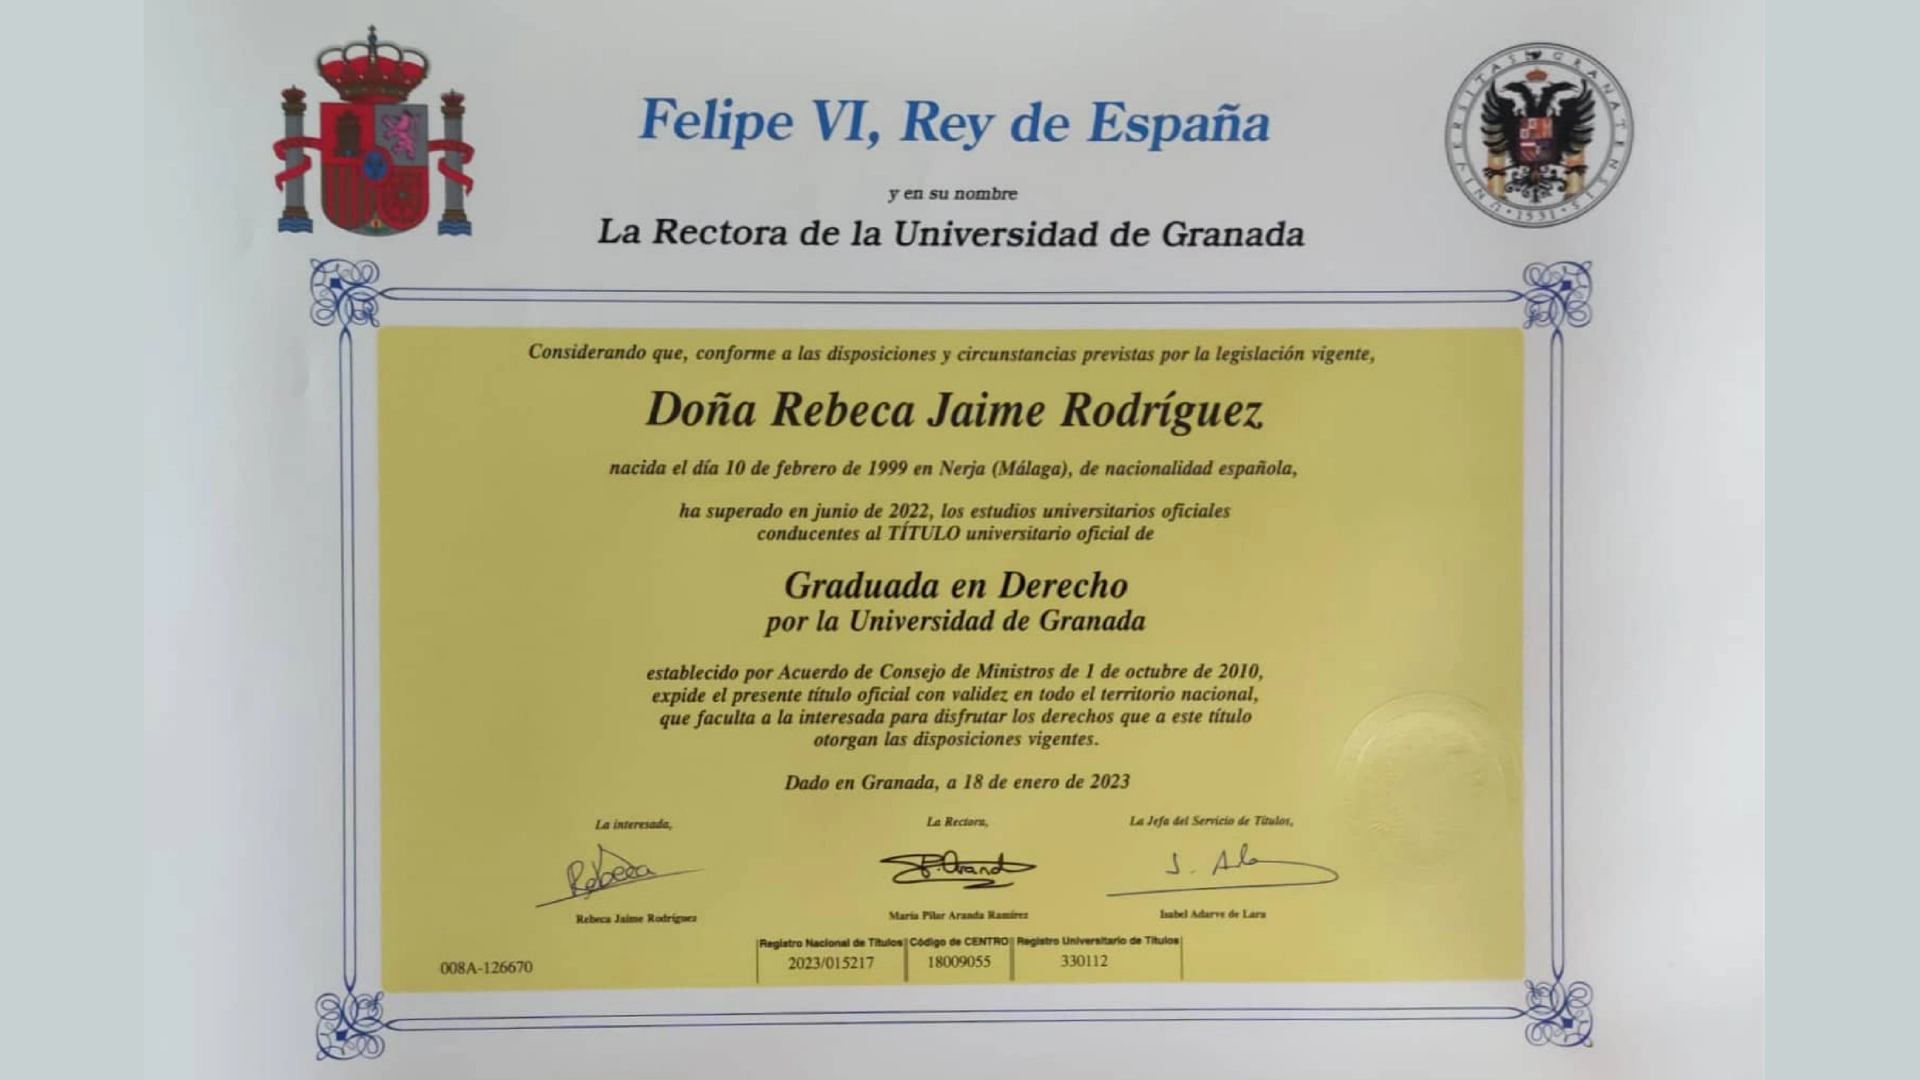 Felipe VI, Rey de España
UNIVERSITAS GRANATENSIS · 1531 ·
y en su nombre
La Rectora de la Universidad de Granada
Considerando que, conforme a las disposiciones y circunstancias previstas por la legislación vigente,
Doña Rebeca Jaime Rodríguez
nacida el día 10 de febrero de 1999 en Nerja (Málaga), de nacionalidad española,
ha superado en junio de 2022, los estudios universitarios oficiales
conducentes al TÍTULO universitario oficial de
Graduada en Derecho
por la Universidad de Granada
establecido por Acuerdo de Consejo de Ministros de 1 de octubre de 2010,
expide el presente título oficial con validez en todo el territorio nacional,
que faculta a la interesada para disfrutar los derechos que a este título
otorgan las disposiciones vigentes.
Dado en Granada, a 18 de enero de 2023
La interesada, La Rectora, La Jefa del Servicio de Títulos,
Rebeca P. Arand
Rebeca Jaime Rodríguez María Pilar Aranda Ramírez Isabel Adarve de Lara
Registro Nacional de Títulos Código de CENTRO Registro Universitario de Títulos
008A-126670 2023/015217 18009055 330112